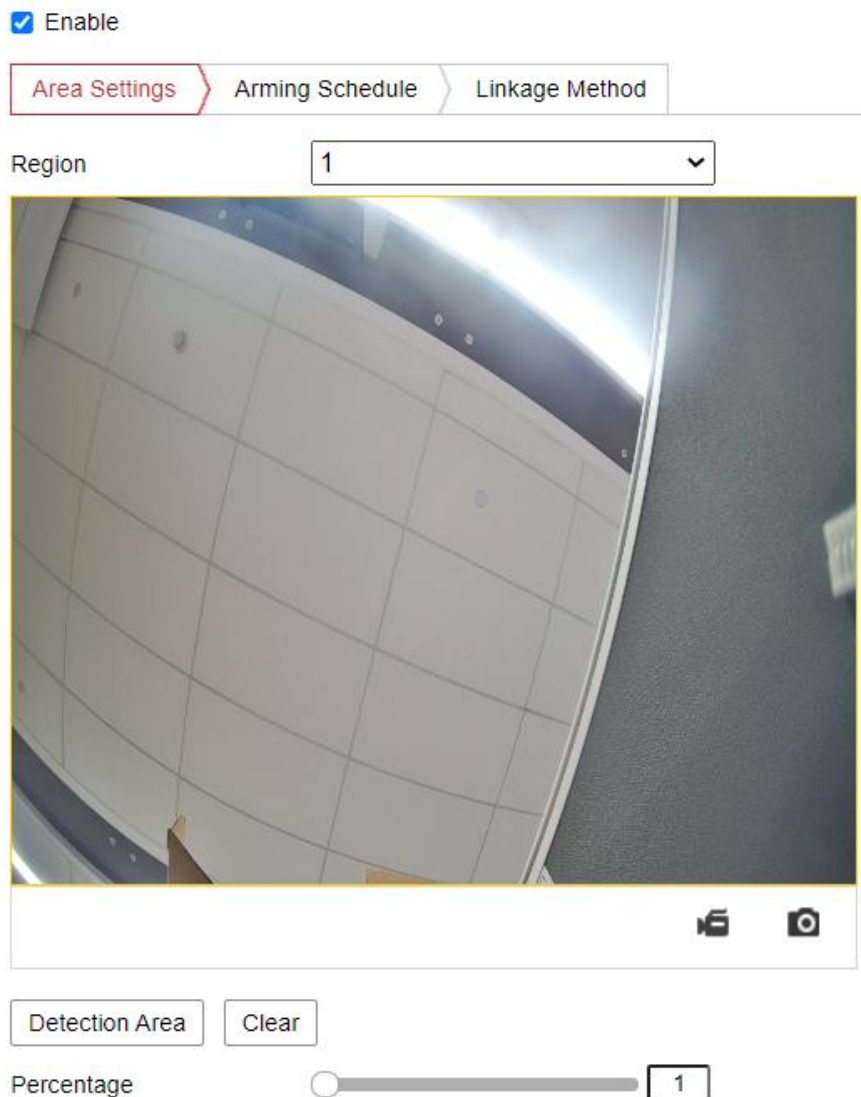 Enable
Area Settings
Arming Schedule
Linkage Method
Region
1
Detection Area
Clear
Percentage
1